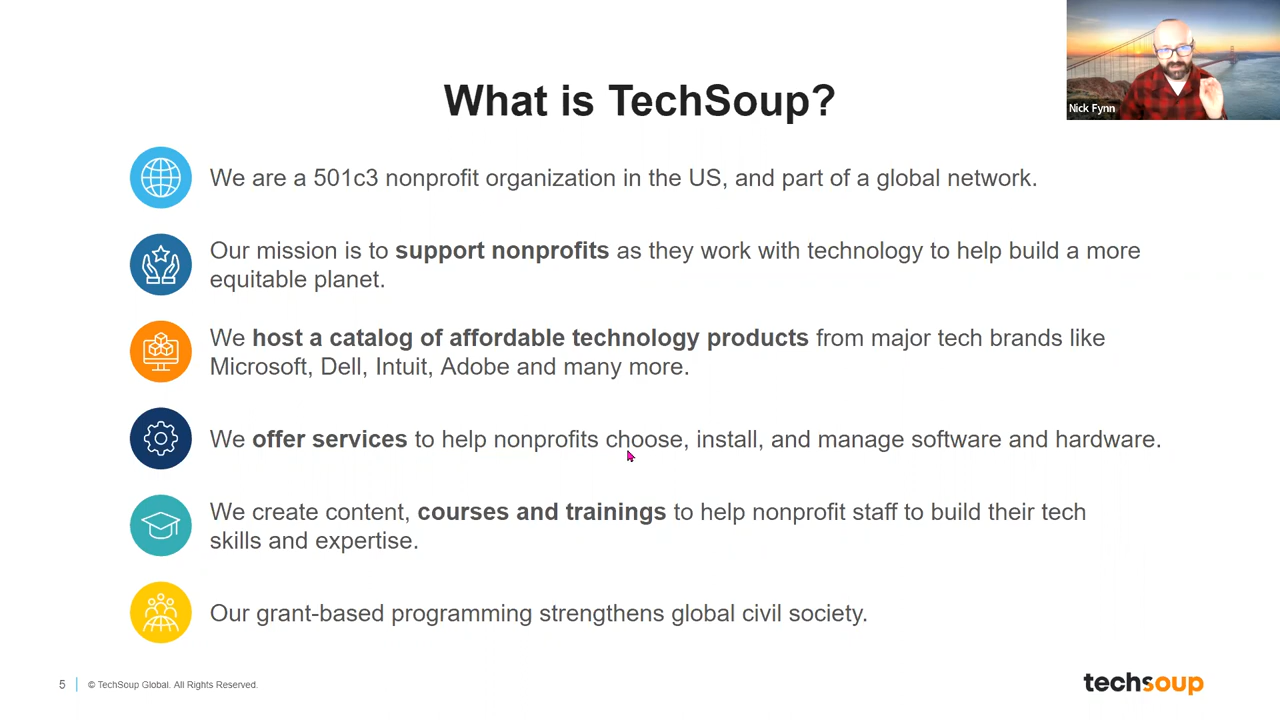 Nick Fynn
What is TechSoup?
We are a 501c3 nonprofit organization in the US, and part of a global network.
Our mission is to support nonprofits as they work with technology to help build a more
equitable planet.
We host a catalog of affordable technology products from major tech brands like
Microsoft, Dell, Intuit, Adobe and many more.
We offer services to help nonprofits choose, install, and manage software and hardware.
We create content, courses and trainings to help nonprofit staff to build their tech
skills and expertise.
Our grant-based programming strengthens global civil society.
5 © TechSoup Global. All Rights Reserved.
techsoup